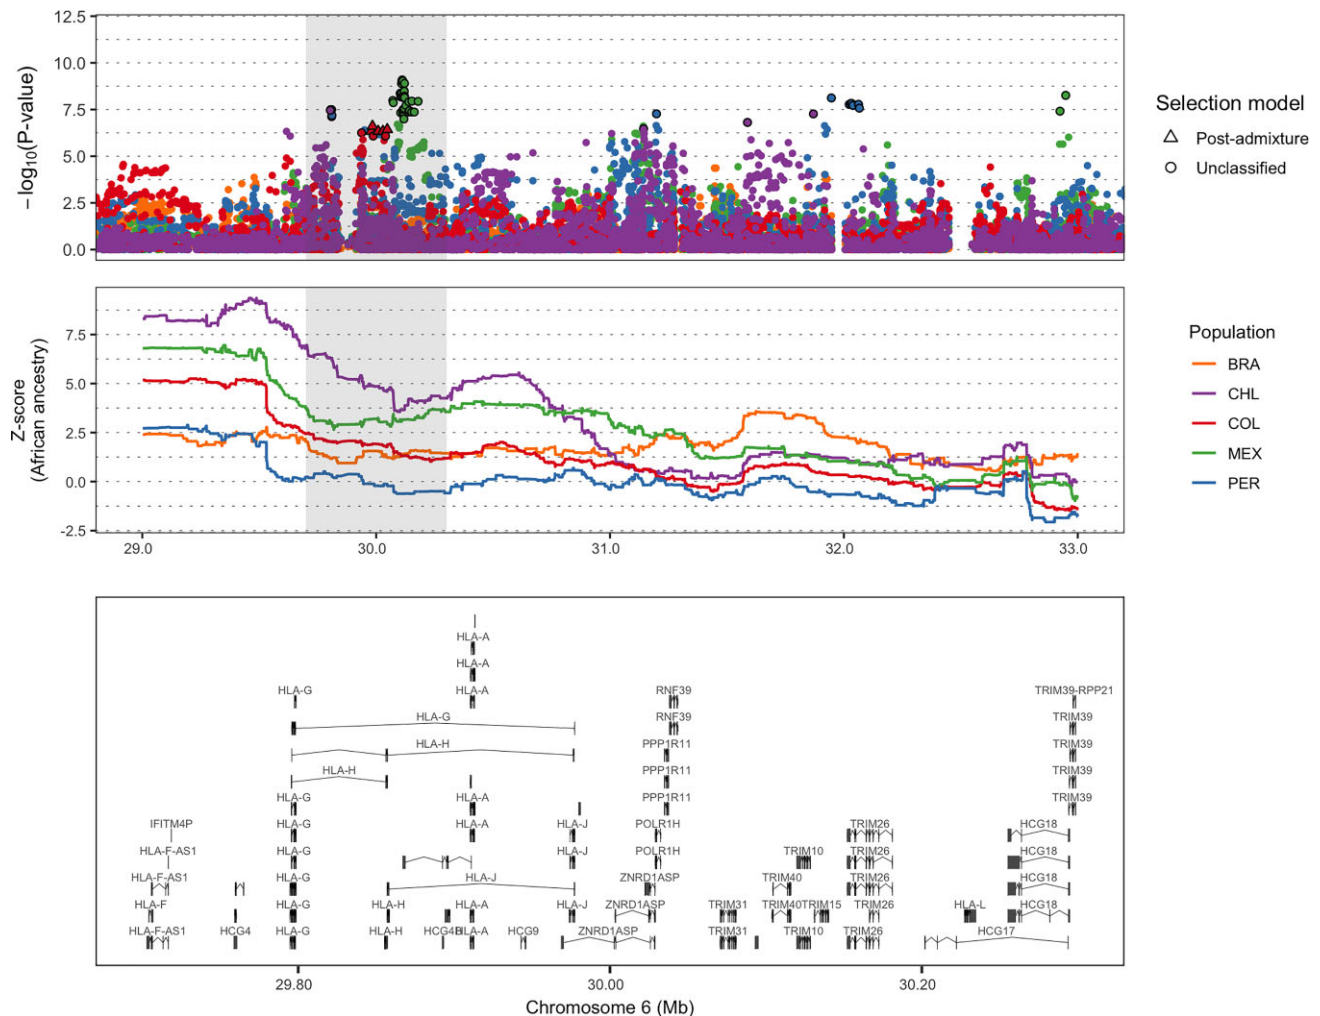 12.5
10.0
7.5
5.0
2.5
0.0
−log10(P-value)
Selection model
Post-admixture
Unclassified
7.5
5.0
2.5
0.0
-2.5
Z-score
(African ancestry)
29.0 30.0 31.0 32.0 33.0
Population
BRA
CHL
COL
MEX
PER
HLA-A
HLA-A
HLA-G HLA-A RNF39 TRIM39-RPP21
HLA-G RNF39 TRIM39
HLA-H PPP1R11 TRIM39
HLA-H PPP1R11 TRIM39
HLA-G HLA-A PPP1R11 TRIM39
IFITM4P HLA-G HLA-A HLA-J POLR1H TRIM26 HCG18
HLA-F-AS1 HLA-G HLA-J POLR1H TRIM10 TRIM26 HCG18
HLA-F-AS1 HLA-G HLA-J ZNRD1ASP TRIM40 TRIM26 HCG18
HLA-F HLA-G HLA-H HLA-A HLA-J ZNRD1ASP TRIM31 TRIM40 TRIM15 TRIM26 HLA-L HCG18
HLA-F-AS1 HCG4 HLA-G HLA-H HCG4B HLA-A HCG9 ZNRD1ASP TRIM31 TRIM10 TRIM26 HCG17
29.80 30.00 30.20
Chromosome 6 (Mb)